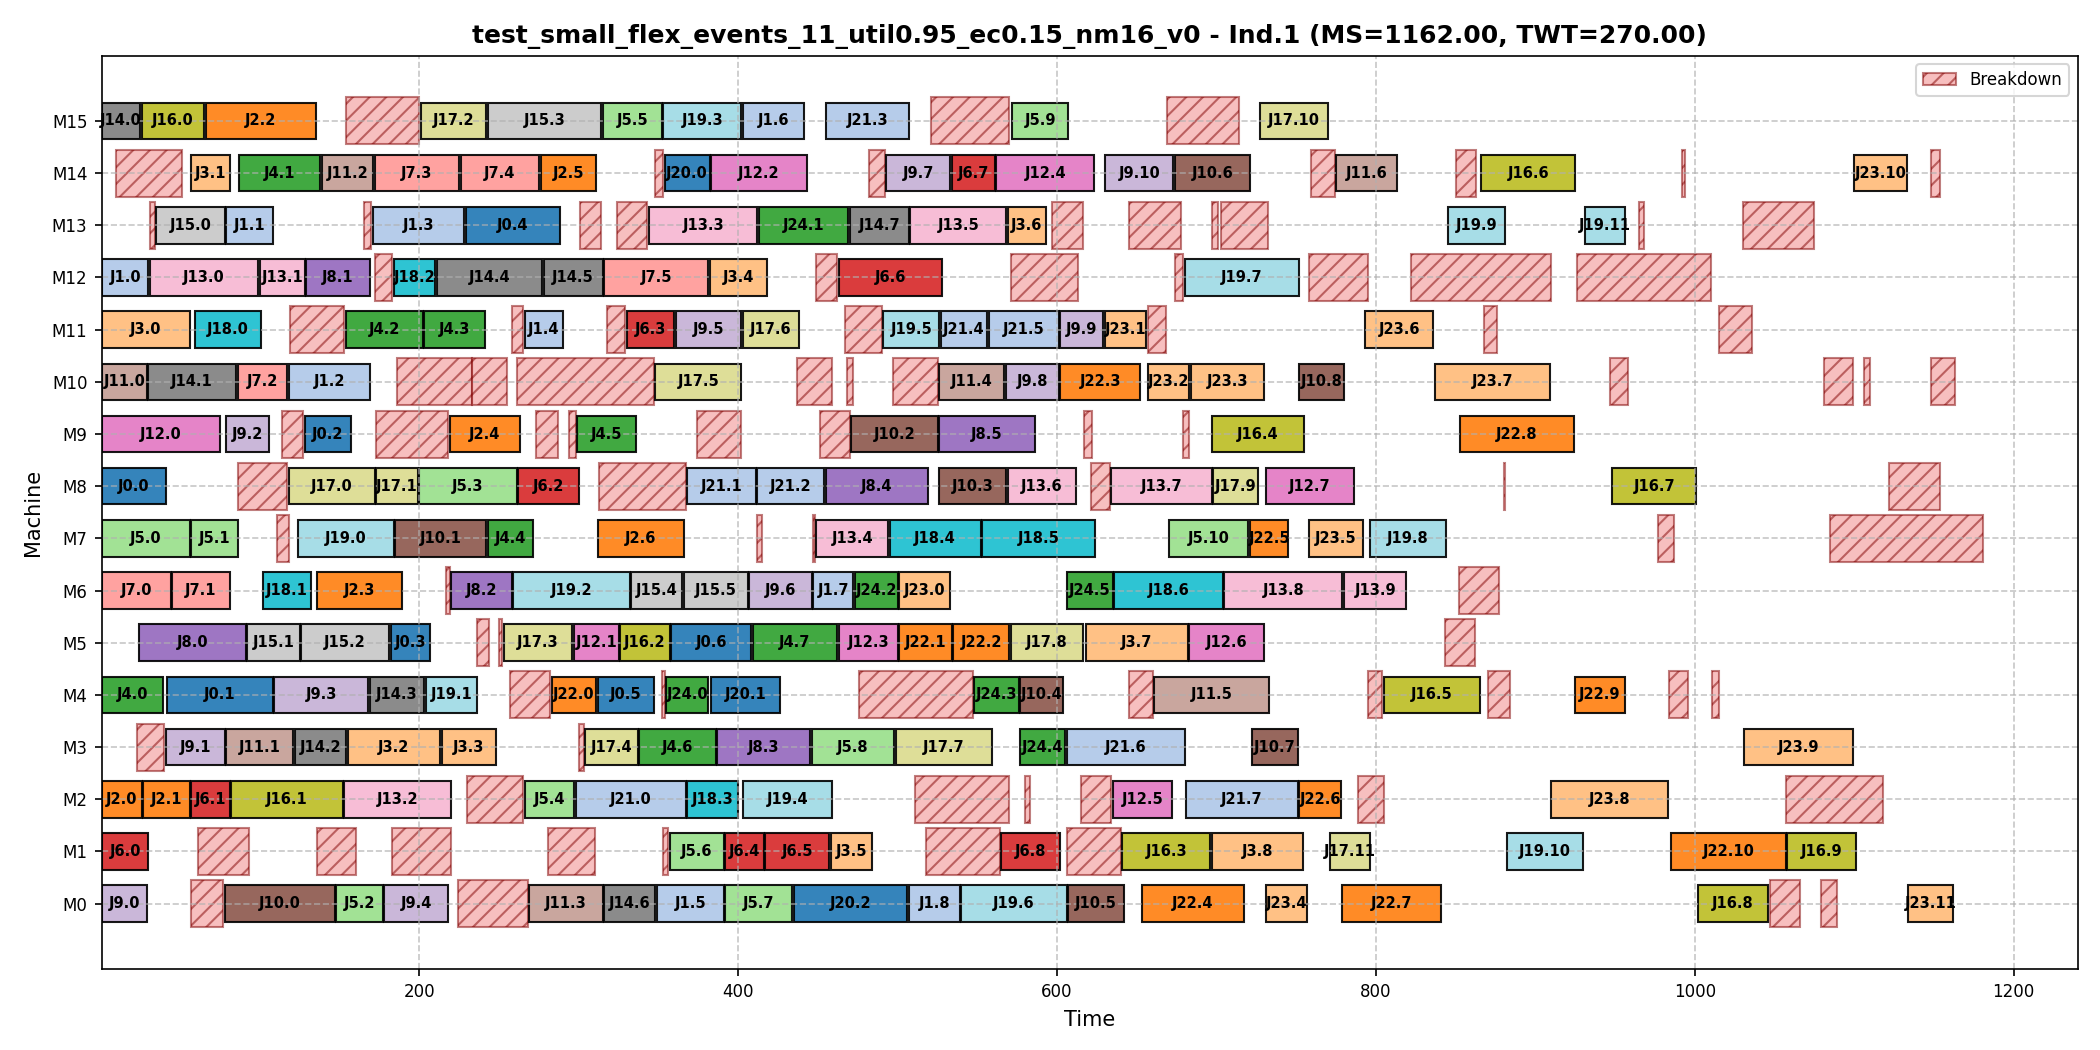 test_small_flex_events_11_util0.95_ec0.15_nm16_v0 - Ind.1 (MS=1162.00, TWT=270.00)
Breakdown
M15 J14.0 J16.0 J2.2 J17.2 J15.3 J5.5 J19.3 J1.6 J21.3 J5.9 J17.10
M14 J3.1 J4.1 J11.2 J7.3 J7.4 J2.5 J20.0 J12.2 J9.7 J6.7 J12.4 J9.10 J10.6 J11.6 J16.6 J23.10
M13 J15.0 J1.1 J1.3 J0.4 J13.3 J24.1 J14.7 J13.5 J3.6 J19.9 J19.11
M12 J1.0 J13.0 J13.1 J8.1 J18.2 J14.4 J14.5 J7.5 J3.4 J6.6 J19.7
M11 J3.0 J18.0 J4.2 J4.3 J1.4 J6.3 J9.5 J17.6 J19.5 J21.4 J21.5 J9.9 J23.1 J23.6
M10 J11.0 J14.1 J7.2 J1.2 J17.5 J11.4 J9.8 J22.3 J23.2 J23.3 J10.8 J23.7
M9 J12.0 J9.2 J0.2 J2.4 J4.5 J10.2 J8.5 J16.4 J22.8
M8 J0.0 J17.0 J17.1 J5.3 J6.2 J21.1 J21.2 J8.4 J10.3 J13.6 J13.7 J17.9 J12.7 J16.7
M7 J5.0 J5.1 J19.0 J10.1 J4.4 J2.6 J13.4 J18.4 J18.5 J5.10 J22.5 J23.5 J19.8
M6 J7.0 J7.1 J18.1 J2.3 J8.2 J19.2 J15.4 J15.5 J9.6 J1.7 J24.2 J23.0 J24.5 J18.6 J13.8 J13.9
M5 J8.0 J15.1 J15.2 J0.3 J17.3 J12.1 J16.2 J0.6 J4.7 J12.3 J22.1 J22.2 J17.8 J3.7 J12.6
M4 J4.0 J0.1 J9.3 J14.3 J19.1 J22.0 J0.5 J24.0 J20.1 J24.3 J10.4 J11.5 J16.5 J22.9
M3 J9.1 J11.1 J14.2 J3.2 J3.3 J17.4 J4.6 J8.3 J5.8 J17.7 J24.4 J21.6 J10.7 J23.9
M2 J2.0 J2.1 J6.1 J16.1 J13.2 J5.4 J21.0 J18.3 J19.4 J12.5 J21.7 J22.6 J23.8
M1 J6.0 J5.6 J6.4 J6.5 J3.5 J6.8 J16.3 J3.8 J17.11 J19.10 J22.10 J16.9
M0 J9.0 J10.0 J5.2 J9.4 J11.3 J14.6 J1.5 J5.7 J20.2 J1.8 J19.6 J10.5 J22.4 J23.4 J22.7 J16.8 J23.11
Machine
200 400 600 800 1000 1200
Time